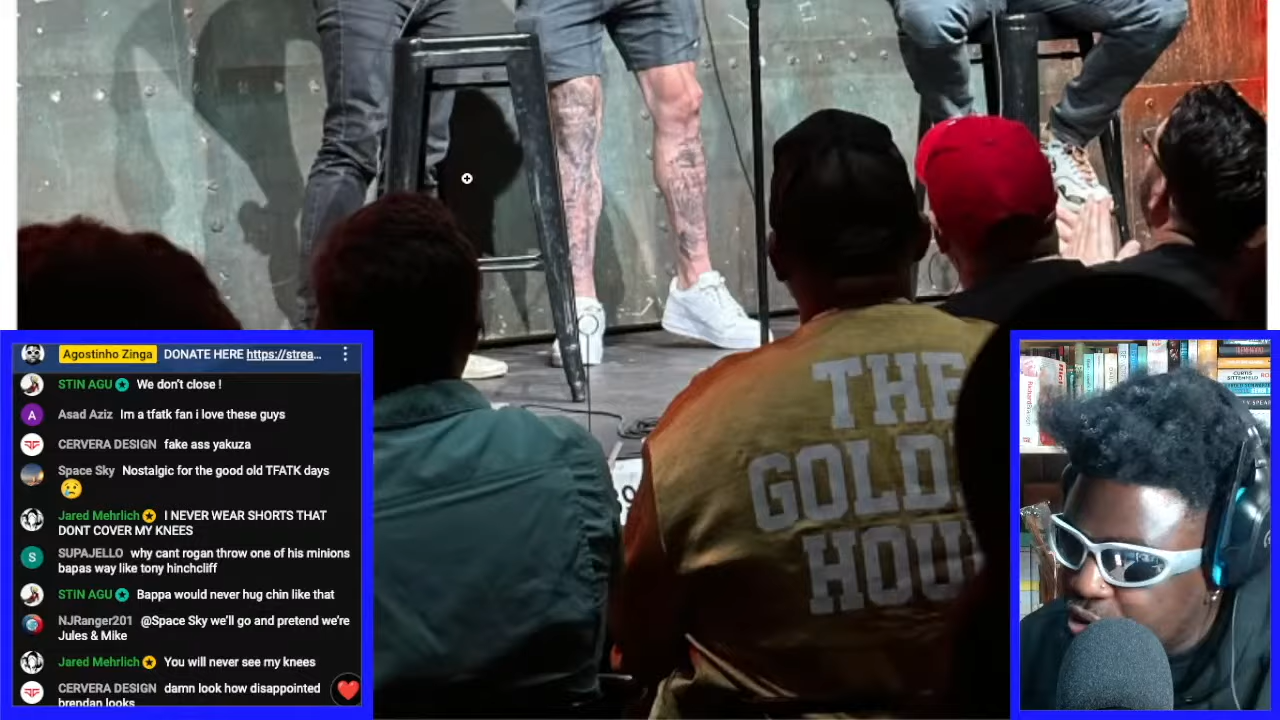 THE
GOLD
HOU
Agostinho Zinga DONATE HERE https://strea...
STIN AGU We don't close !
A Asad Aziz Im a tfatk fan i love these guys
CERVERA DESIGN fake ass yakuza
Space Sky Nostalgic for the good old TFATK days
😢
Jared Mehrlich I NEVER WEAR SHORTS THAT
DONT COVER MY KNEES
S SUPAJELLO why cant rogan throw one of his minions
bapas way like tony hinchcliff
STIN AGU Bappa would never hug chin like that
NJRanger201 @Space Sky we'll go and pretend we're
Jules & Mike
Jared Mehrlich You will never see my knees
CERVERA DESIGN damn look how disappointed
brendan looks
CURTIS
SITTENFELD